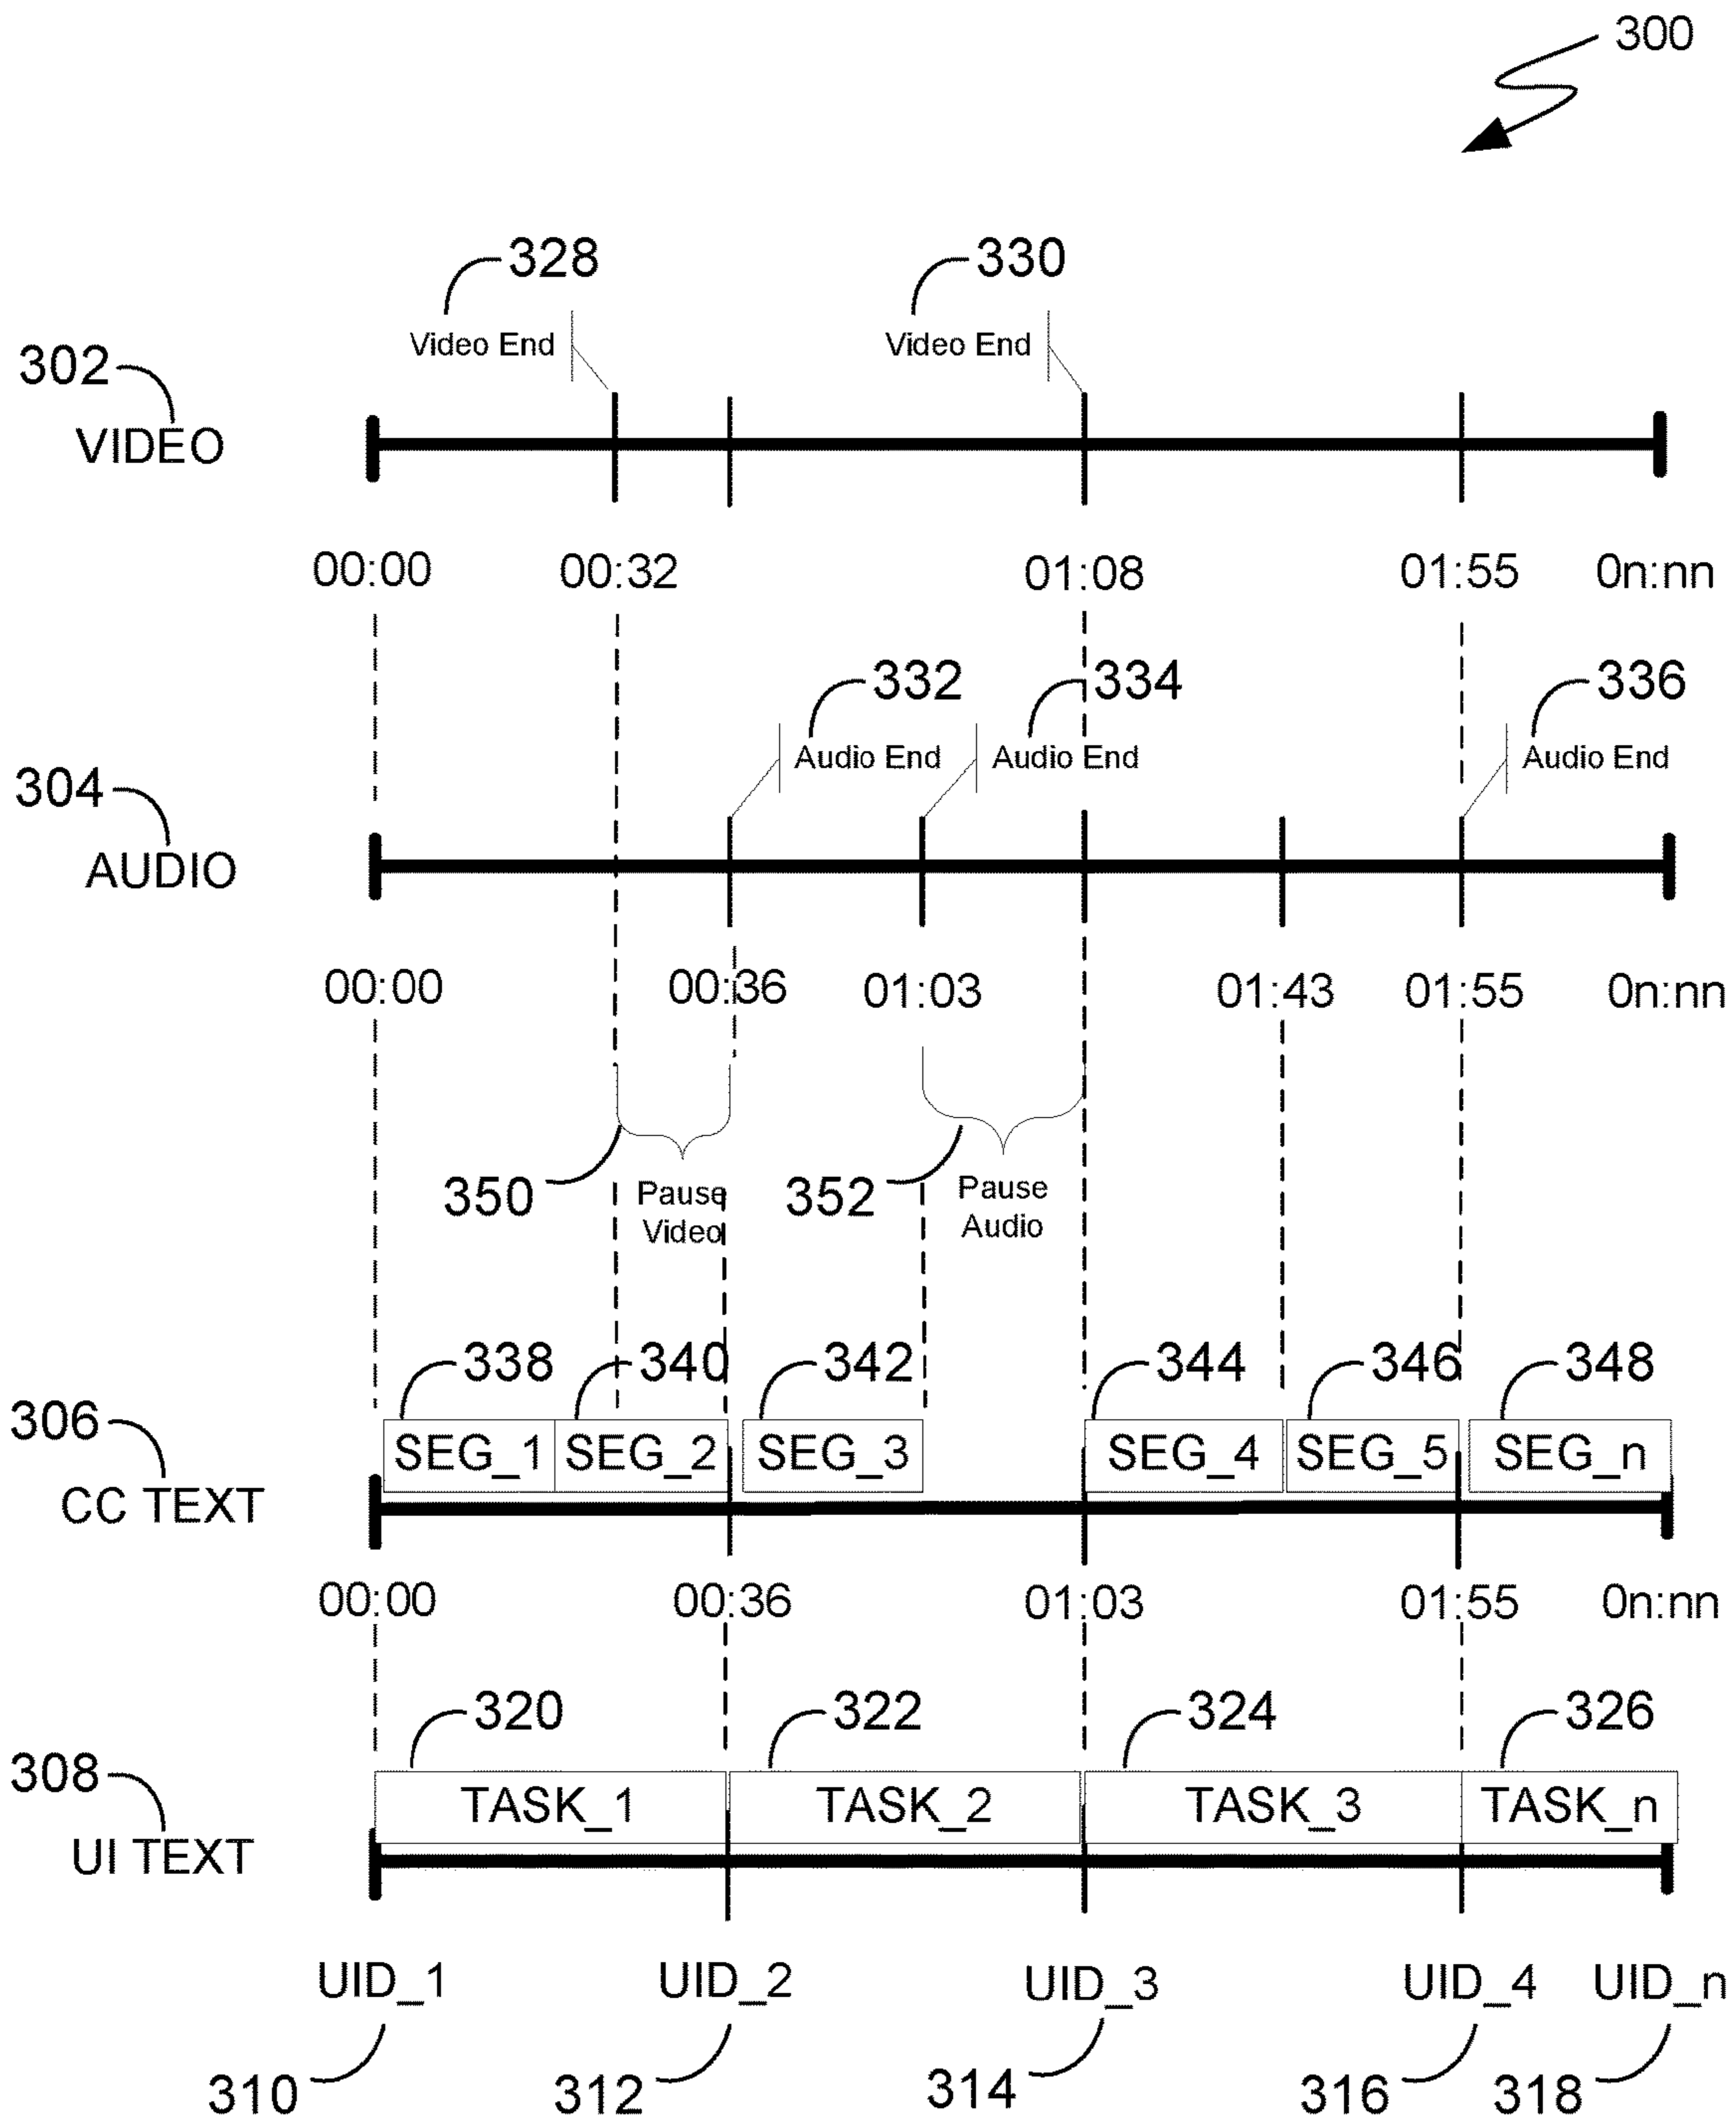 300
328 330
Video End Video End
302
VIDEO
00:00 00:32 01:08 01:55 0n:nn
332 334 336
Audio End Audio End Audio End
304
AUDIO
00:00 00:36 01:03 01:43 01:55 0n:nn
350 Pause Video
352 Pause Audio
338 340 342 344 346 348
306
SEG_1 SEG_2 SEG_3 SEG_4 SEG_5 SEG_n
CC TEXT
00:00 00:36 01:03 01:55 0n:nn
320 322 324 326
308
TASK_1 TASK_2 TASK_3 TASK_n
UI TEXT
UID_1 UID_2 UID_3 UID_4 UID_n
310 312 314 316 318